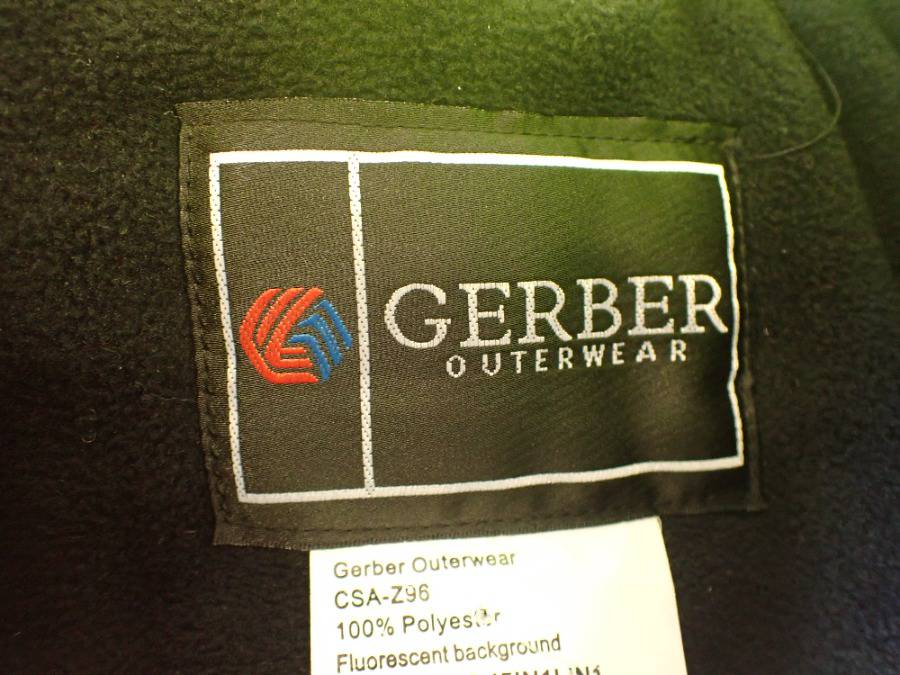 GERBER
OUTERWEAR
Gerber Outerwear
CSA-Z96
100% Polyester
Fluorescent background